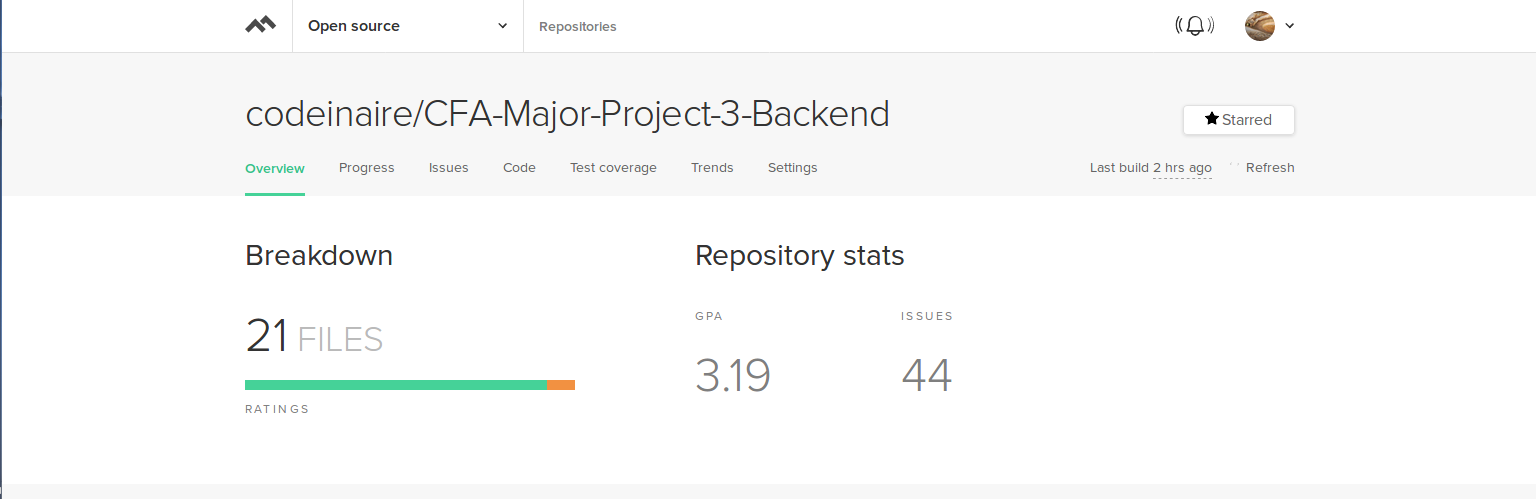 Open source Repositories
codeinaire/CFA-Major-Project-3-Backend
Starred
Overview Progress Issues Code Test coverage Trends Settings Last build 2 hrs ago Refresh
Breakdown Repository stats
GPA ISSUES
21 FILES
3.19 44
RATINGS